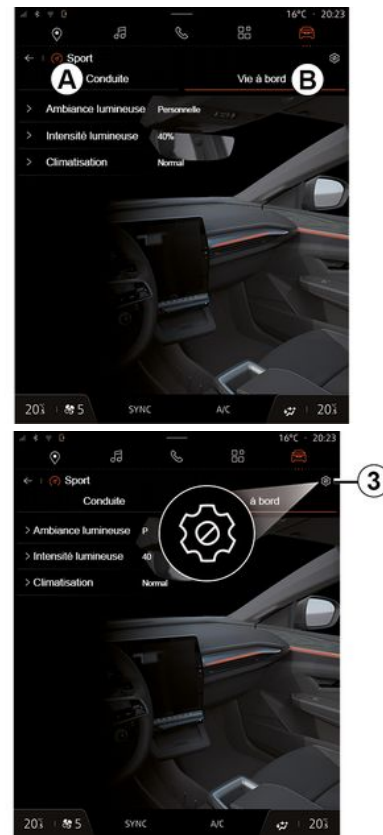 16°C · 20:23
← Sport
A B
Conduite Vie à bord
> Ambiance lumineuse Personnelle
> Intensité lumineuse 40%
> Climatisation Normal
20 5 SYNC A/C 20
16°C · 20:23
← Sport 3
Conduite à bord
> Ambiance lumineuse P
> Intensité lumineuse 40
> Climatisation Normal
20 5 SYNC A/C 20